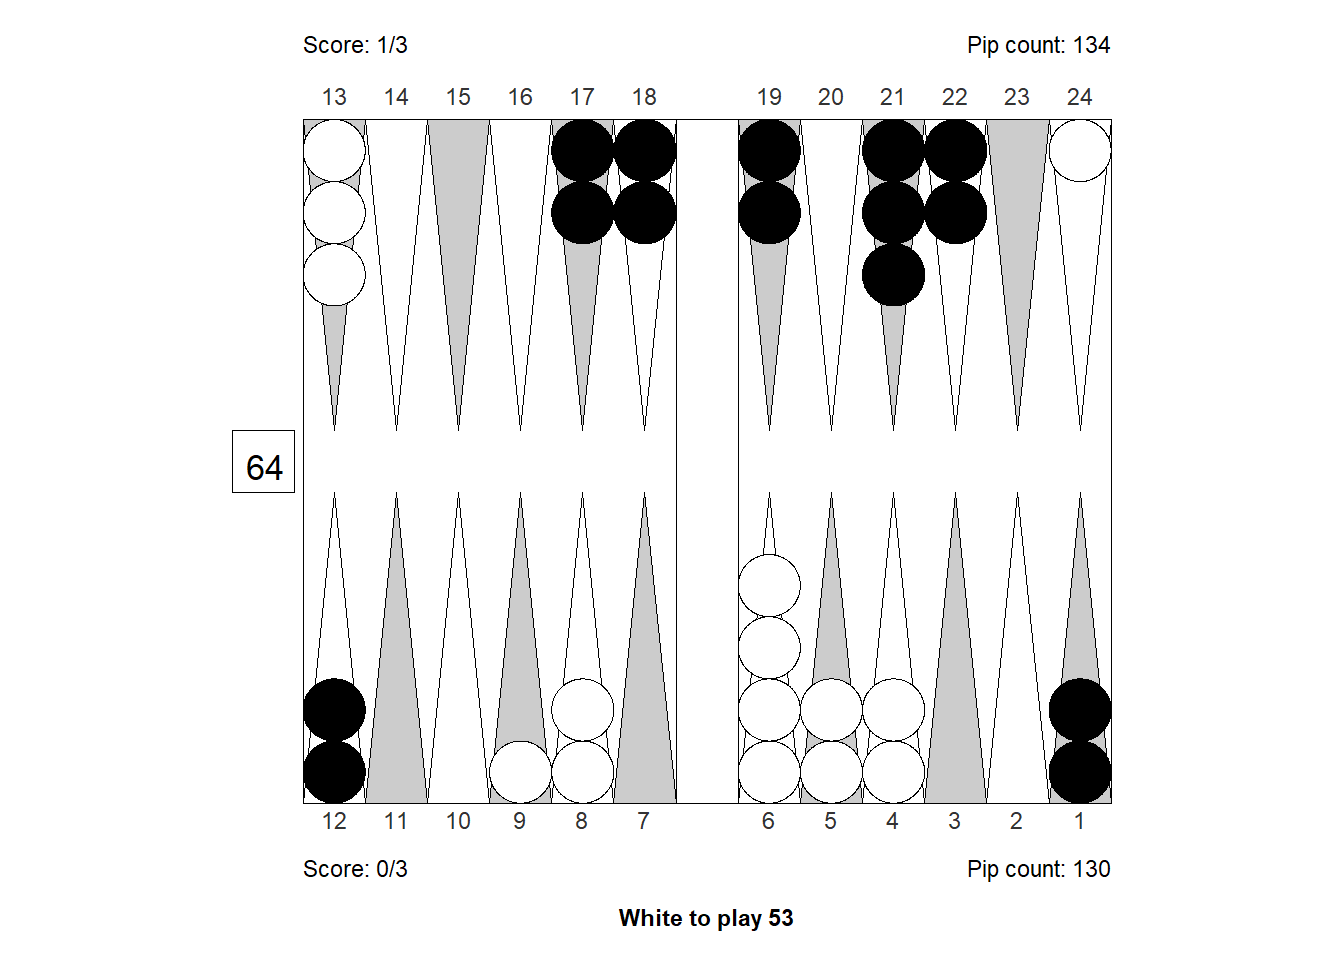 Score: 1/3 Pip count: 134
13 14 15 16 17 18 19 20 21 22 23 24
64
12 11 10 9 8 7 6 5 4 3 2 1
Score: 0/3 Pip count: 130
White to play 53